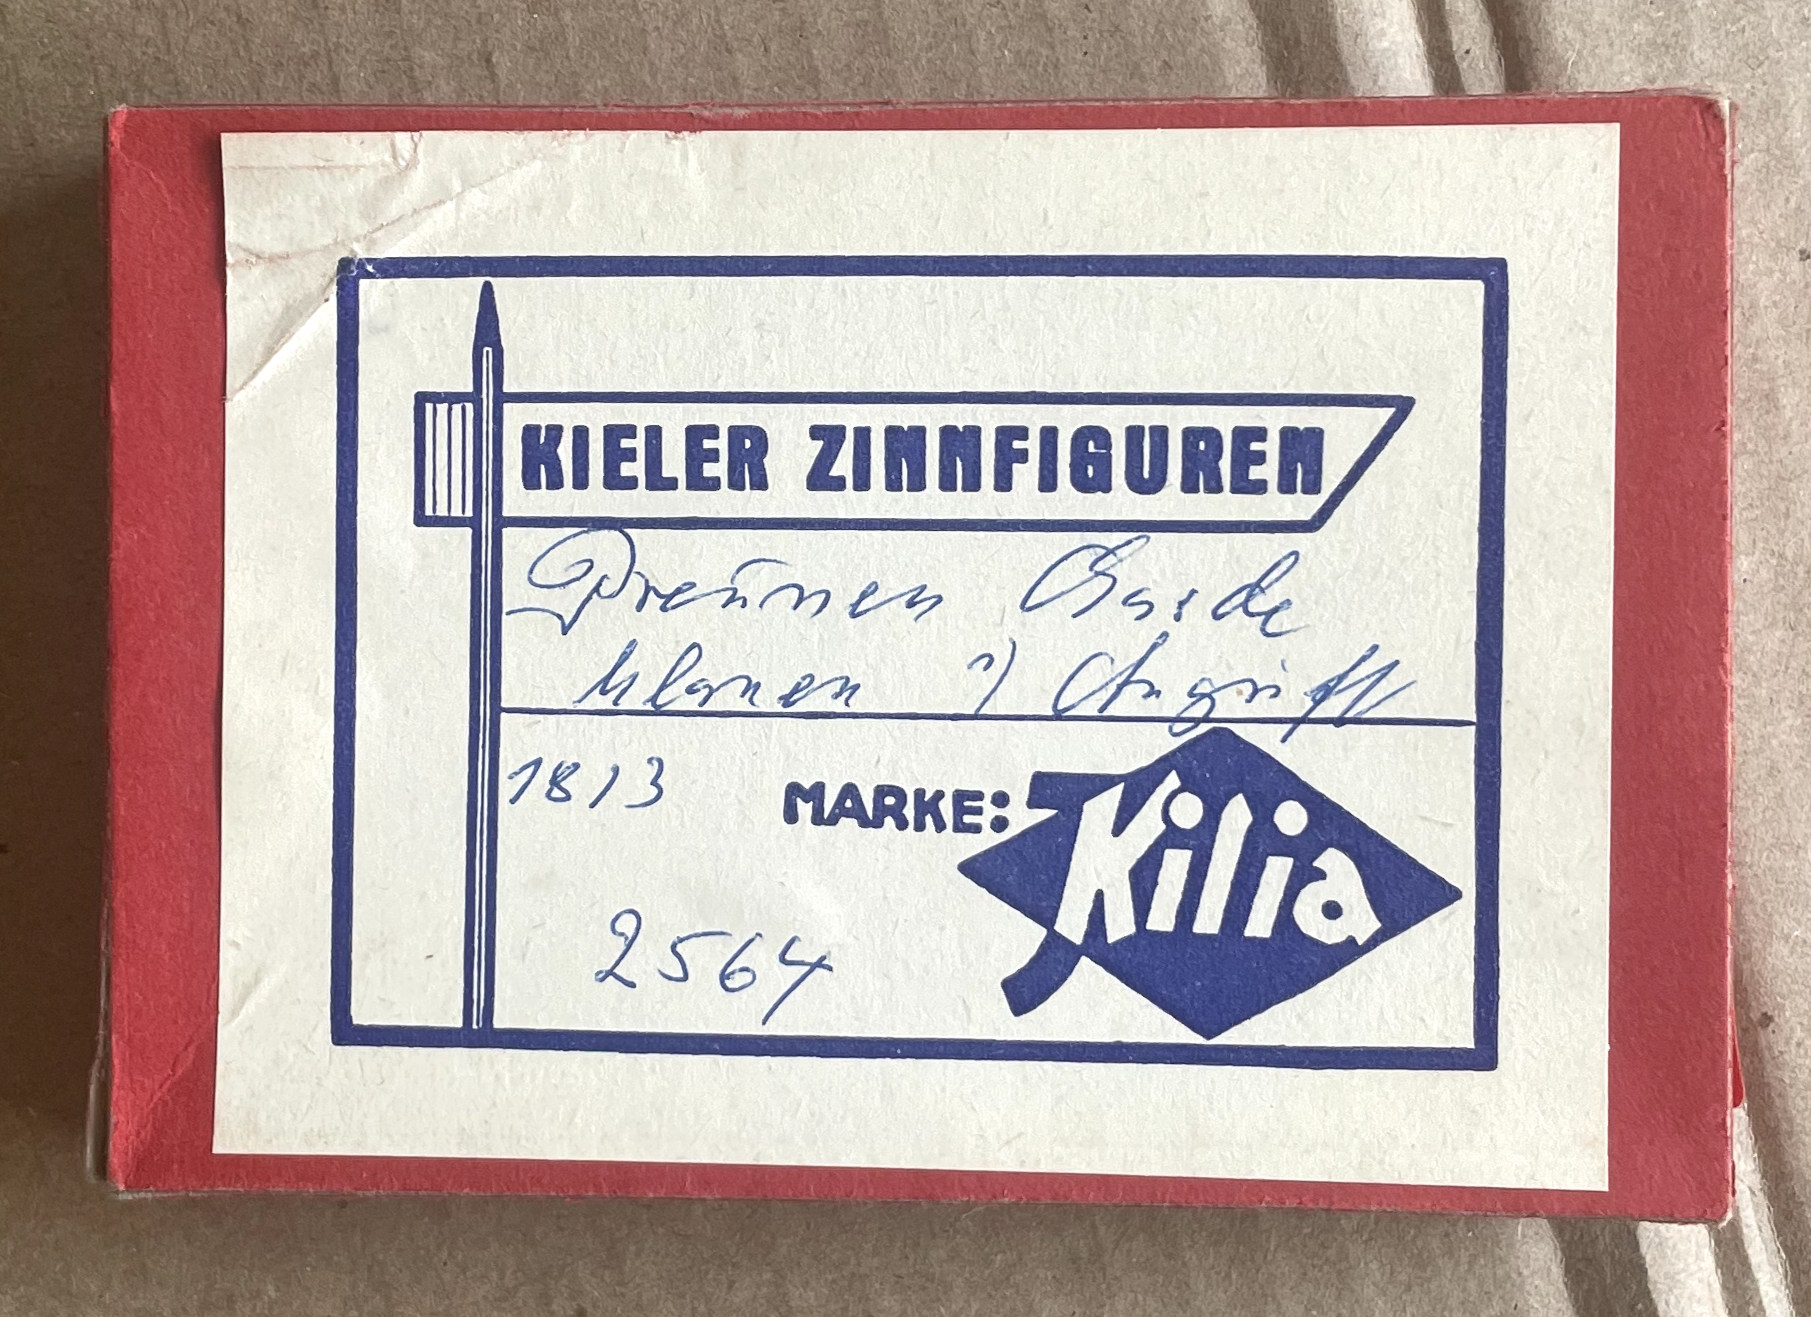 KIELER ZINNFIGUREN
Preußen Garde
Ulanen i) Angriff
1813
MARKE: Kilia
2564